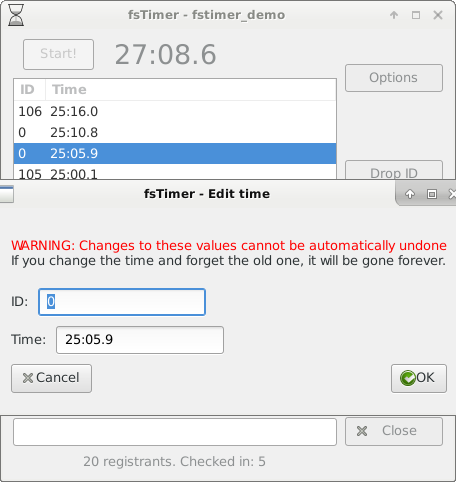 fsTimer - fstimer_demo
Start!
27:08.6
Options
ID Time
106 25:16.0
0 25:10.8
0 25:05.9
105 25:00.1
Drop ID
fsTimer - Edit time
WARNING: Changes to these values cannot be automatically undone
If you change the time and forget the old one, it will be gone forever.
ID: 0
Time: 25:05.9
Cancel
OK
Close
20 registrants. Checked in: 5